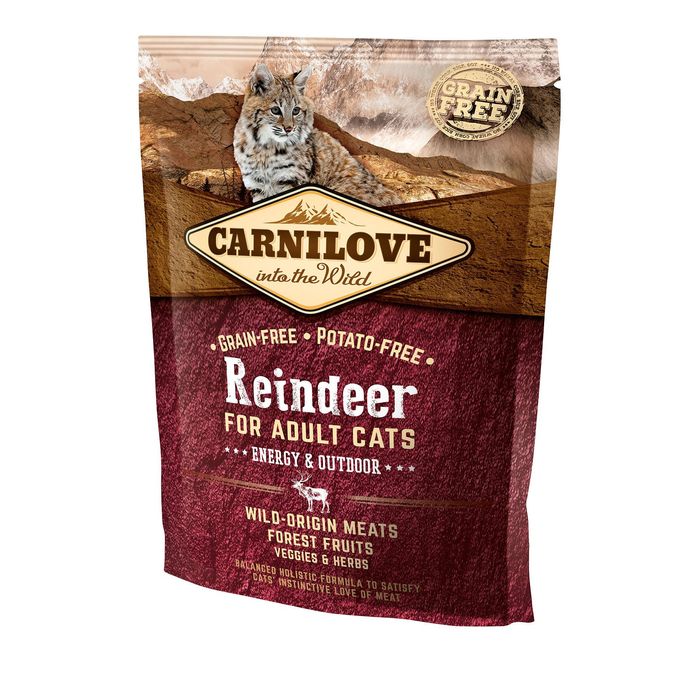 GRAIN
FREE
CARNILOVE
into the Wild
• GRAIN-FREE • POTATO-FREE •
Reindeer
FOR ADULT CATS
*** ENERGY & OUTDOOR ***
WILD-ORIGIN MEATS
FOREST FRUITS
VEGGIES & HERBS
BALANCED HOLISTIC FORMULA TO SATISFY
CATS' INSTINCTIVE LOVE OF MEAT